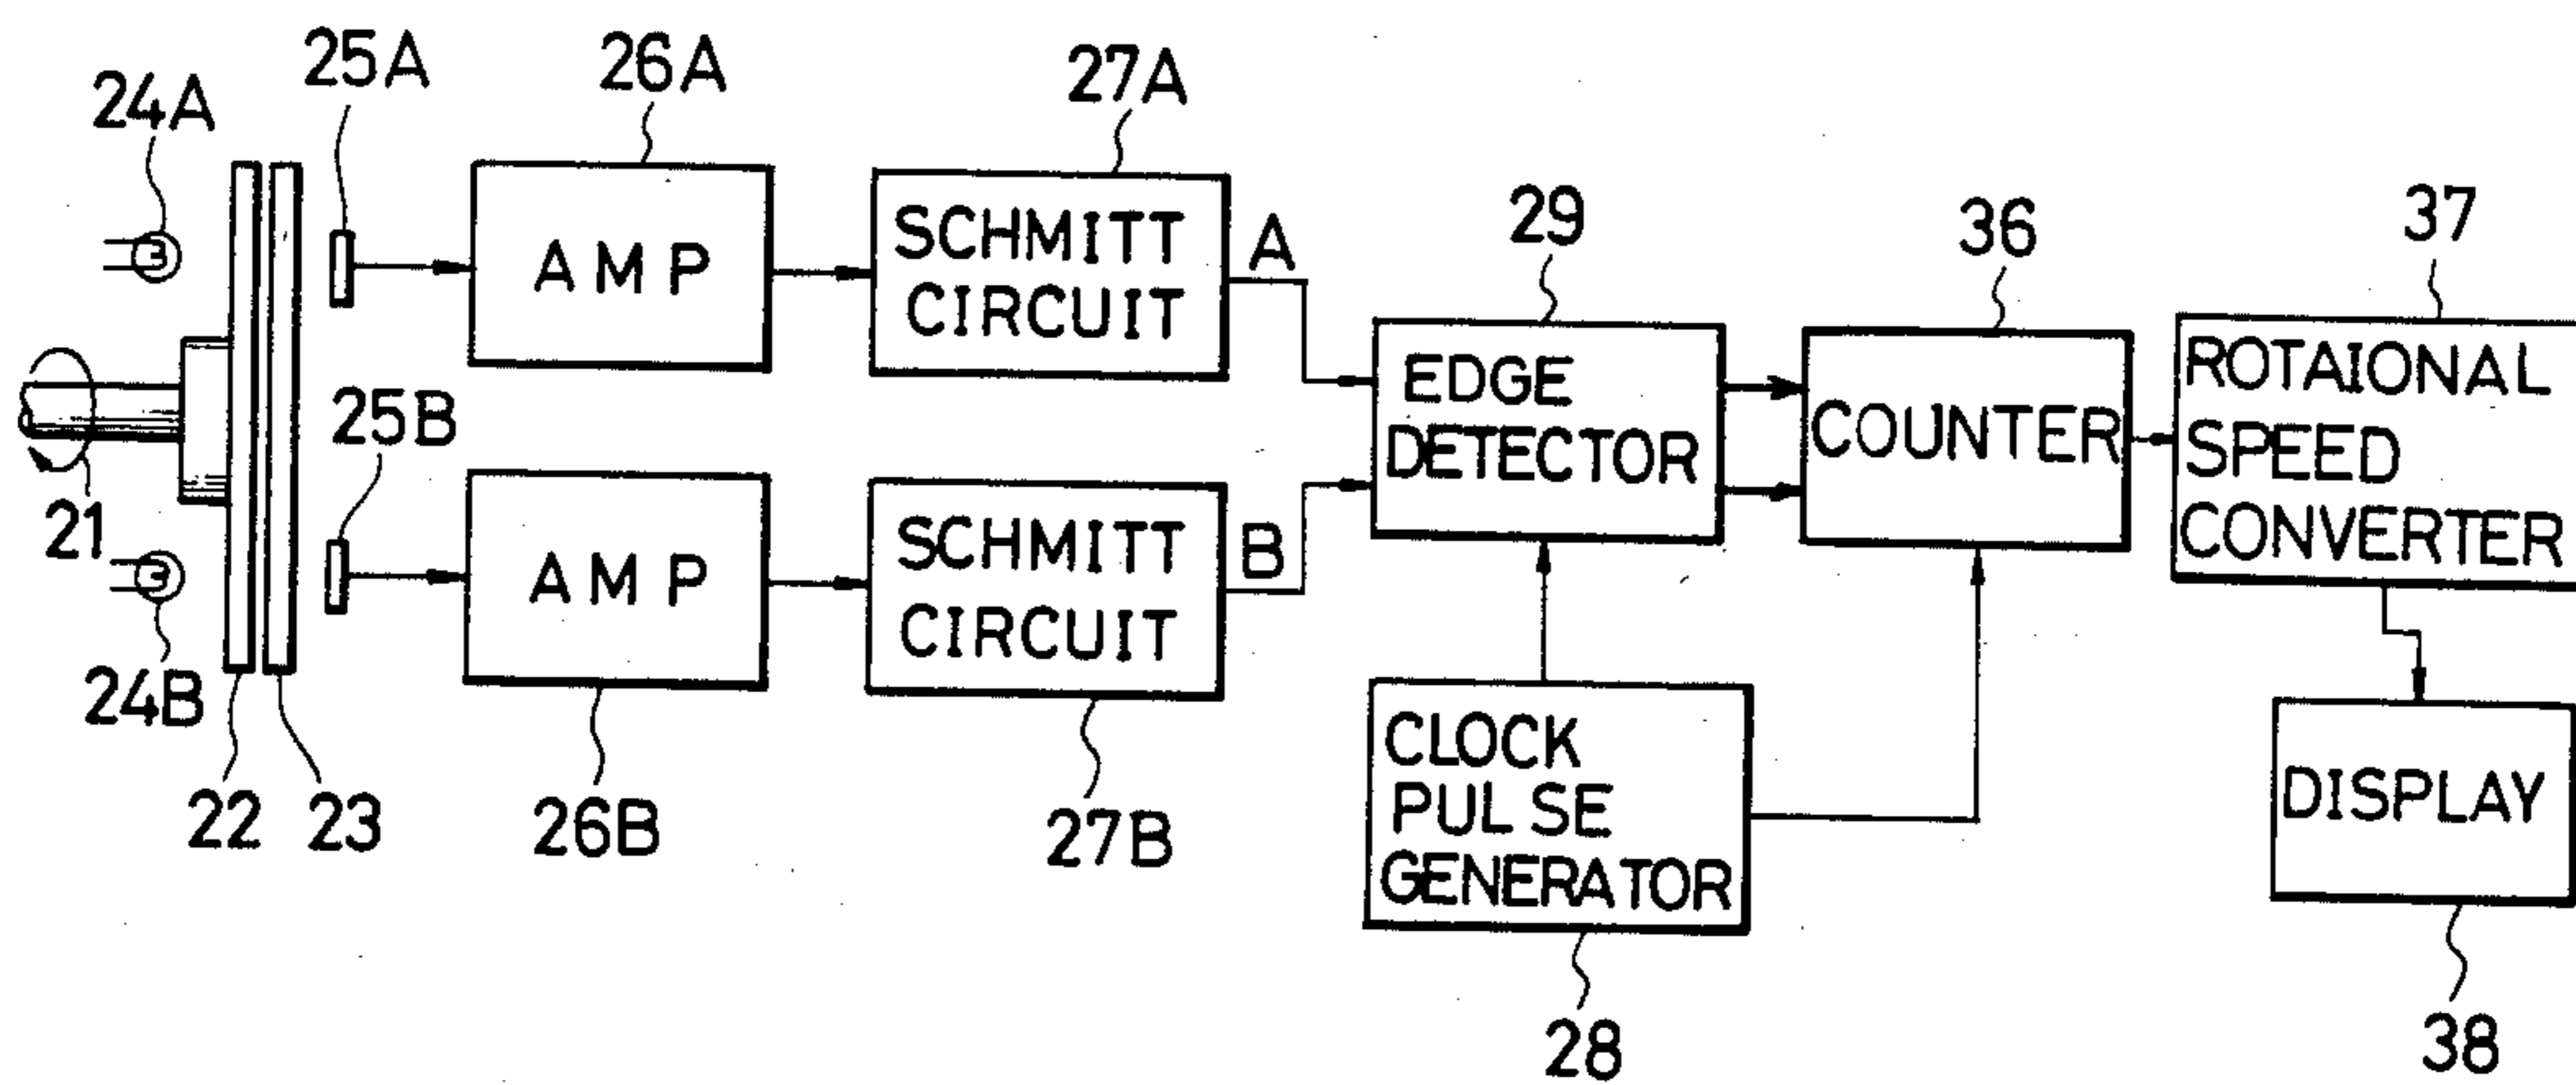 24A
25A
26A
27A
AMP
SCHMITT
CIRCUIT
A
29
36
37
EDGE
DETECTOR
COUNTER
ROTAIONAL
SPEED
CONVERTER
21
25B
24B
22
23
AMP
26B
SCHMITT
CIRCUIT
27B
B
CLOCK
PULSE
GENERATOR
28
DISPLAY
38